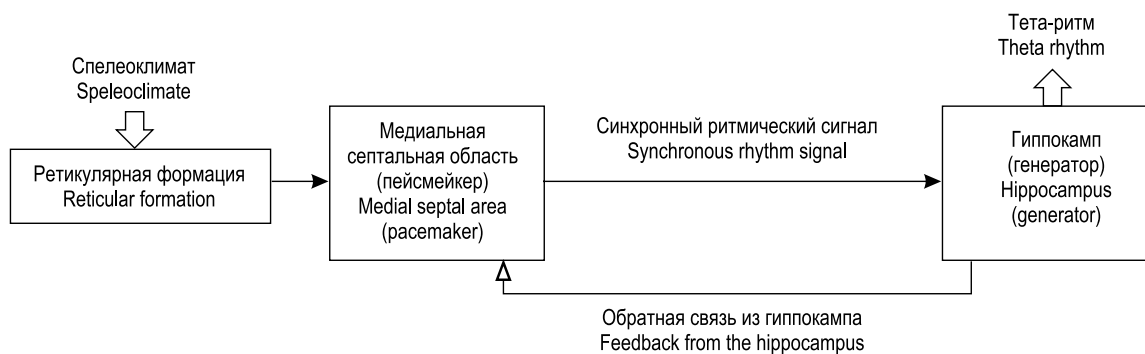 Тета-ритм
Theta rhythm
Спелеоклимат
Speleoclimate
Ретикулярная формация
Reticular formation
Медиальная
септальная область
(пейсмейкер)
Medial septal area
(pacemaker)
Синхронный ритмический сигнал
Synchronous rhythm signal
Гиппокамп
(генератор)
Hippocampus
(generator)
Обратная связь из гиппокампа
Feedback from the hippocampus